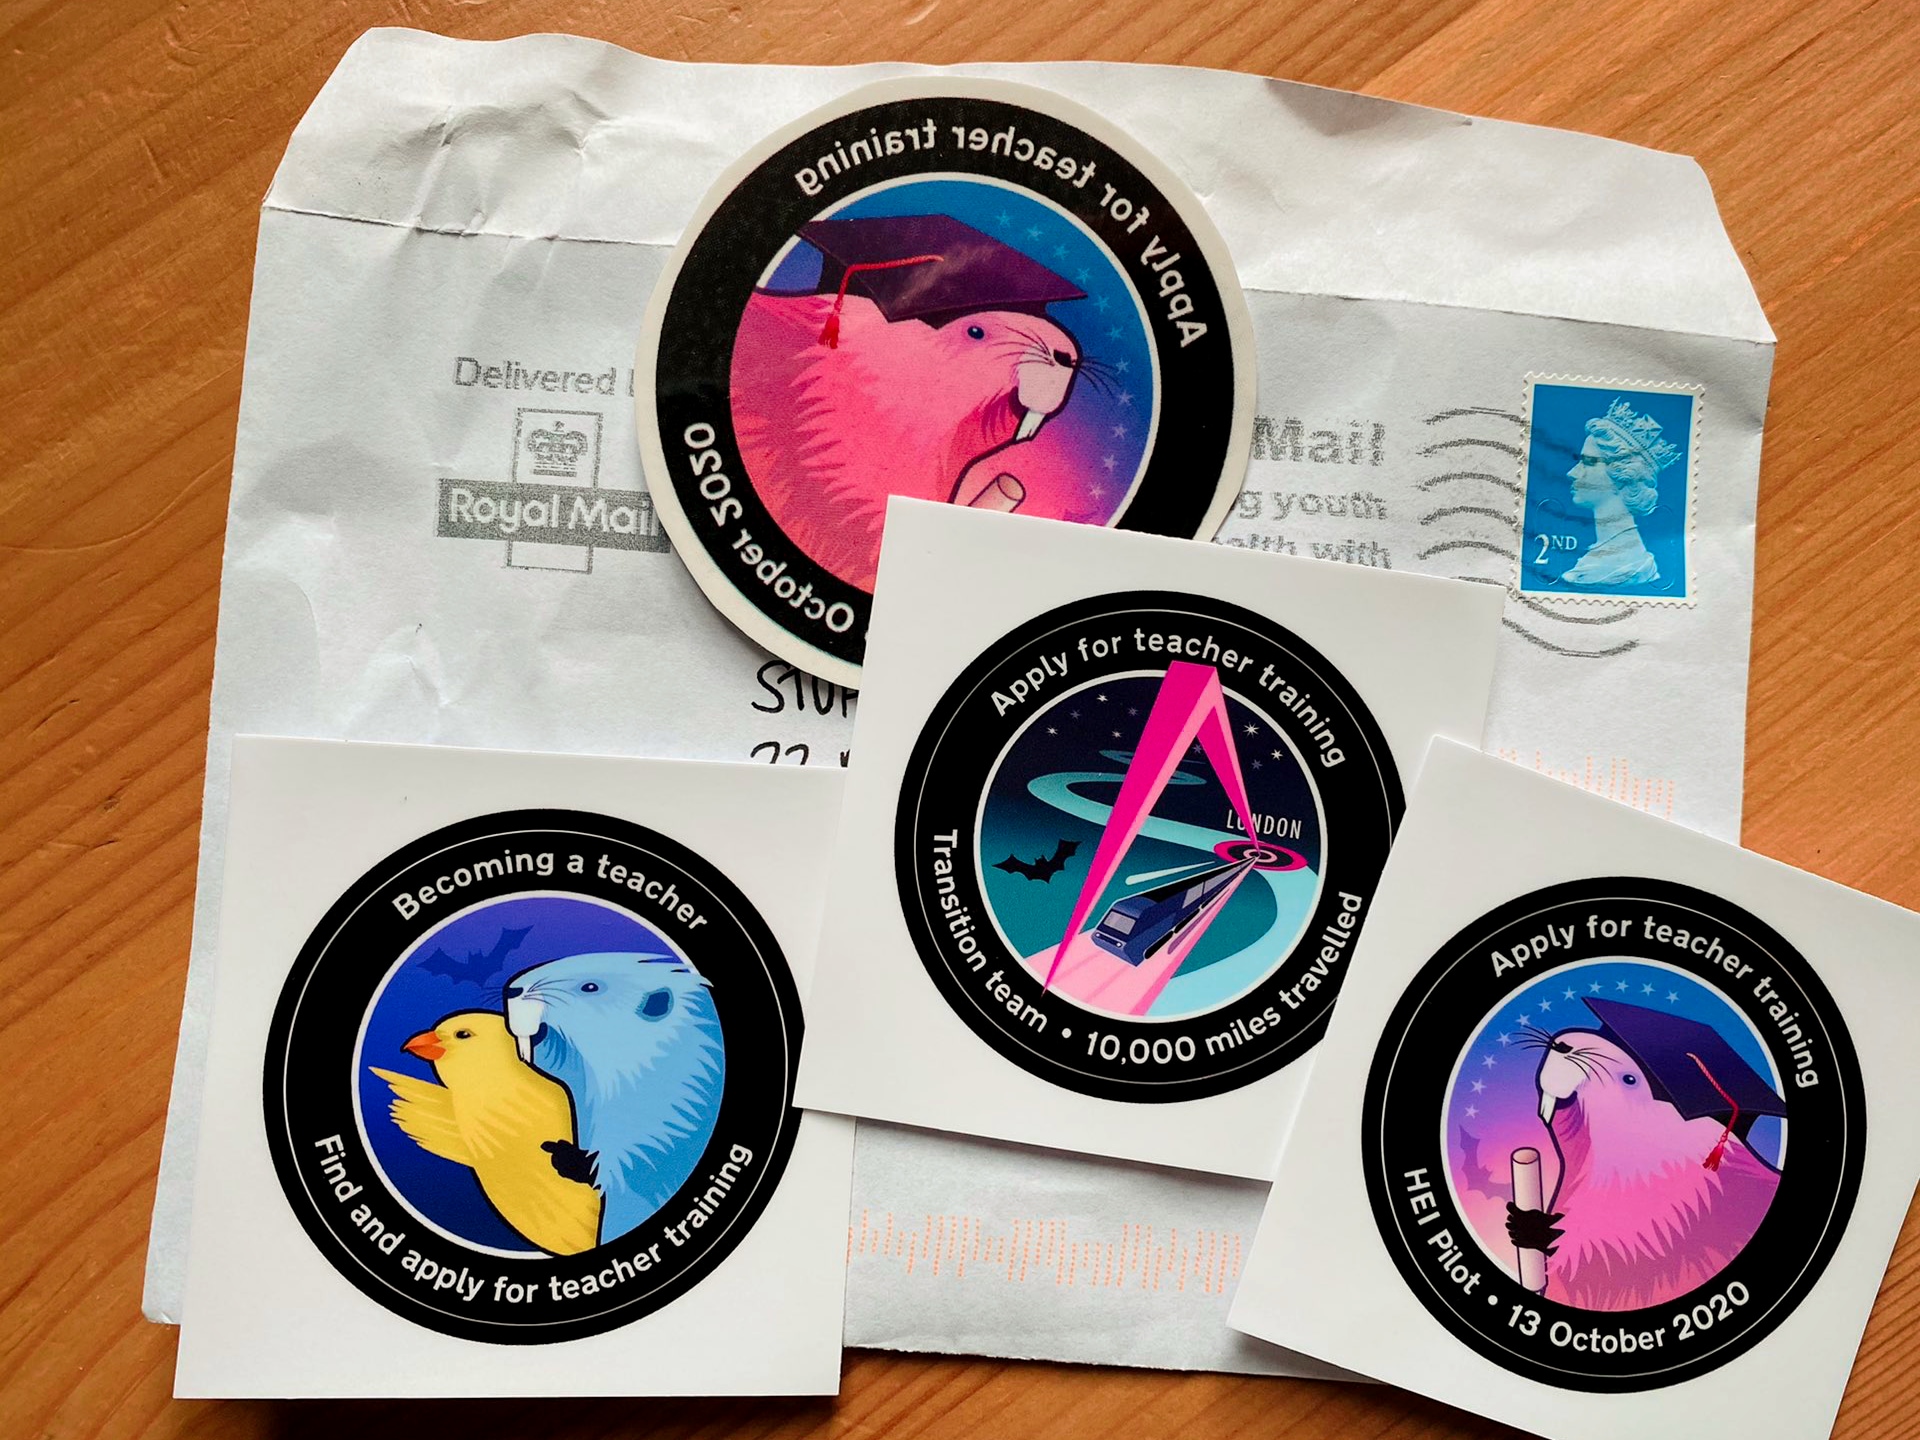 Apply for teacher training
October 2020
Delivered
Royal Mail
Mail
youth
with
2ND
Apply for teacher training
LONDON
Transition team • 10,000 miles travelled
Becoming a teacher
Find and apply for teacher training
Apply for teacher training
HEI Pilot • 13 October 2020